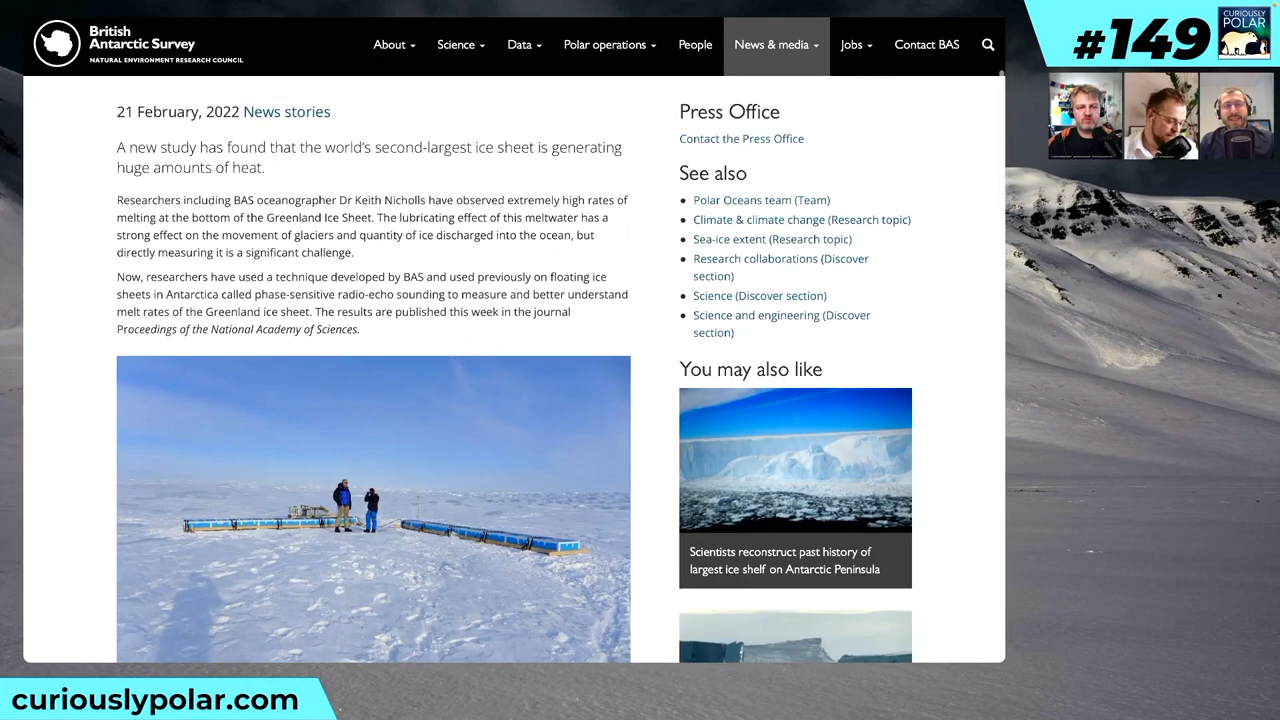 British
Antarctic Survey
NATURAL ENVIRONMENT RESEARCH COUNCIL
About
Science
Data
Polar operations
People
News & media
Jobs
Contact BAS
#149
CURIOUSLY
POLAR
21 February, 2022 News stories
A new study has found that the world's second-largest ice sheet is generating
huge amounts of heat.
Researchers including BAS oceanographer Dr Keith Nicholls have observed extremely high rates of
melting at the bottom of the Greenland Ice Sheet. The lubricating effect of this meltwater has a
strong effect on the movement of glaciers and quantity of ice discharged into the ocean, but
directly measuring it is a significant challenge.
Now, researchers have used a technique developed by BAS and used previously on floating ice
sheets in Antarctica called phase-sensitive radio-echo sounding to measure and better understand
melt rates of the Greenland ice sheet. The results are published this week in the journal
Proceedings of the National Academy of Sciences.
Press Office
Contact the Press Office
See also
Polar Oceans team (Team)
Climate & climate change (Research topic)
Sea-ice extent (Research topic)
Research collaborations (Discover
section)
Science (Discover section)
Science and engineering (Discover
section)
You may also like
Scientists reconstruct past history of
largest ice shelf on Antarctic Peninsula
curiouslypolar.com